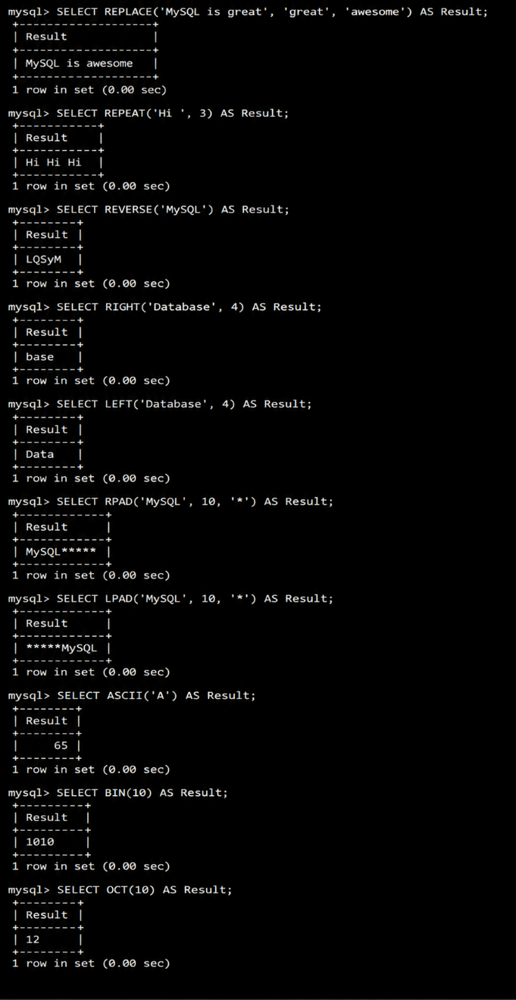 mysql> SELECT REPLACE('MySQL is great', 'great', 'awesome') AS Result;
+-------------------+
| Result            |
+-------------------+
| MySQL is awesome  |
+-------------------+
1 row in set (0.00 sec)
mysql> SELECT REPEAT('Hi ', 3) AS Result;
+-----------+
| Result    |
+-----------+
| Hi Hi Hi  |
+-----------+
1 row in set (0.00 sec)
mysql> SELECT REVERSE('MySQL') AS Result;
+--------+
| Result |
+--------+
| LQSyM  |
+--------+
1 row in set (0.00 sec)
mysql> SELECT RIGHT('Database', 4) AS Result;
+--------+
| Result |
+--------+
| base   |
+--------+
1 row in set (0.00 sec)
mysql> SELECT LEFT('Database', 4) AS Result;
+--------+
| Result |
+--------+
| Data   |
+--------+
1 row in set (0.00 sec)
mysql> SELECT RPAD('MySQL', 10, '*') AS Result;
+------------+
| Result     |
+------------+
| MySQL***** |
+------------+
1 row in set (0.00 sec)
mysql> SELECT LPAD('MySQL', 10, '*') AS Result;
+------------+
| Result     |
+------------+
| *****MySQL |
+------------+
1 row in set (0.00 sec)
mysql> SELECT ASCII('A') AS Result;
+--------+
| Result |
+--------+
|     65 |
+--------+
1 row in set (0.00 sec)
mysql> SELECT BIN(10) AS Result;
+---------+
| Result  |
+---------+
| 1010    |
+---------+
1 row in set (0.00 sec)
mysql> SELECT OCT(10) AS Result;
+--------+
| Result |
+--------+
| 12     |
+--------+
1 row in set (0.00 sec)